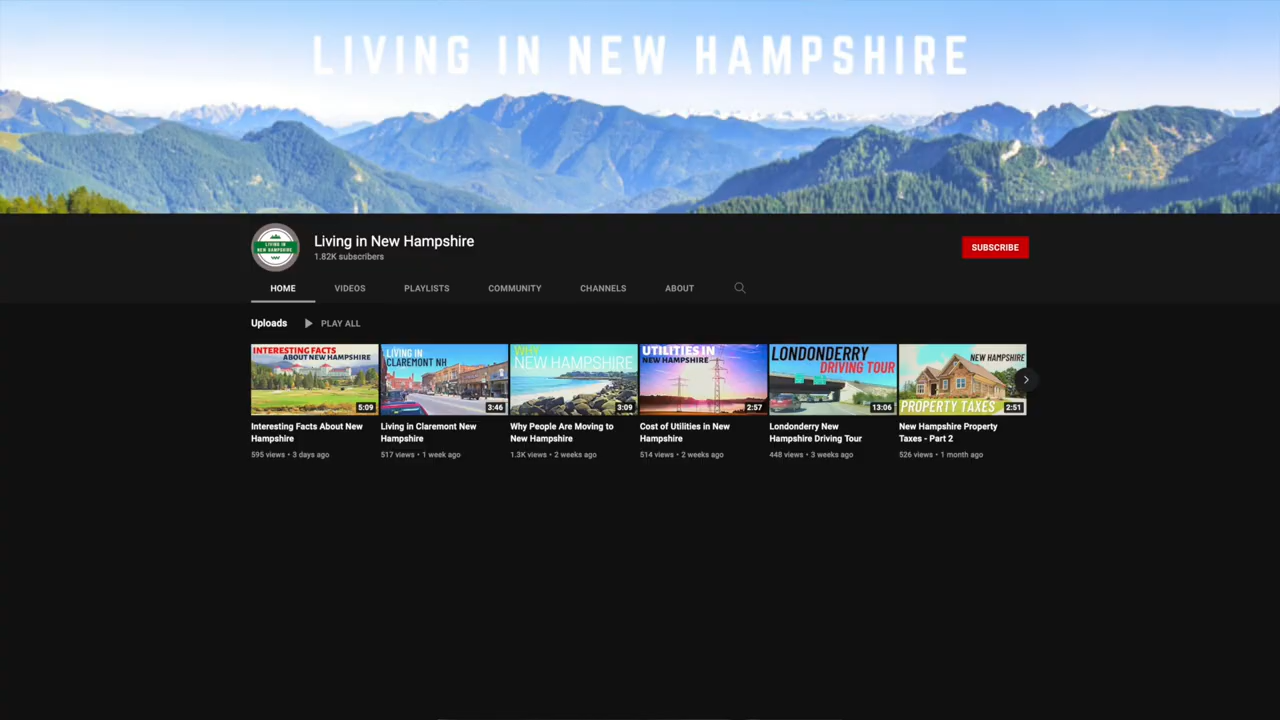 LIVING IN NEW HAMPSHIRE
LIVING IN
NEW HAMPSHIRE
Living in New Hampshire
1.82K subscribers
SUBSCRIBE
HOME
VIDEOS
PLAYLISTS
COMMUNITY
CHANNELS
ABOUT
Uploads
PLAY ALL
INTERESTING FACTS
ABOUT NEW HAMPSHIRE
5:09
Interesting Facts About New
Hampshire
595 views • 3 days ago
LIVING IN
CLAREMONT NH
3:46
Living in Claremont New
Hampshire
517 views • 1 week ago
WHY
NEW HAMPSHIRE
3:09
Why People Are Moving to
New Hampshire
1.3K views • 2 weeks ago
UTILITIES IN
NEW HAMPSHIRE
2:57
Cost of Utilities in New
Hampshire
514 views • 2 weeks ago
LONDONDERRY
DRIVING TOUR
13:06
Londonderry New
Hampshire Driving Tour
448 views • 3 weeks ago
NEW HAMPSHIRE
PROPERTY TAXES
2:51
New Hampshire Property
Taxes - Part 2
526 views • 1 month ago